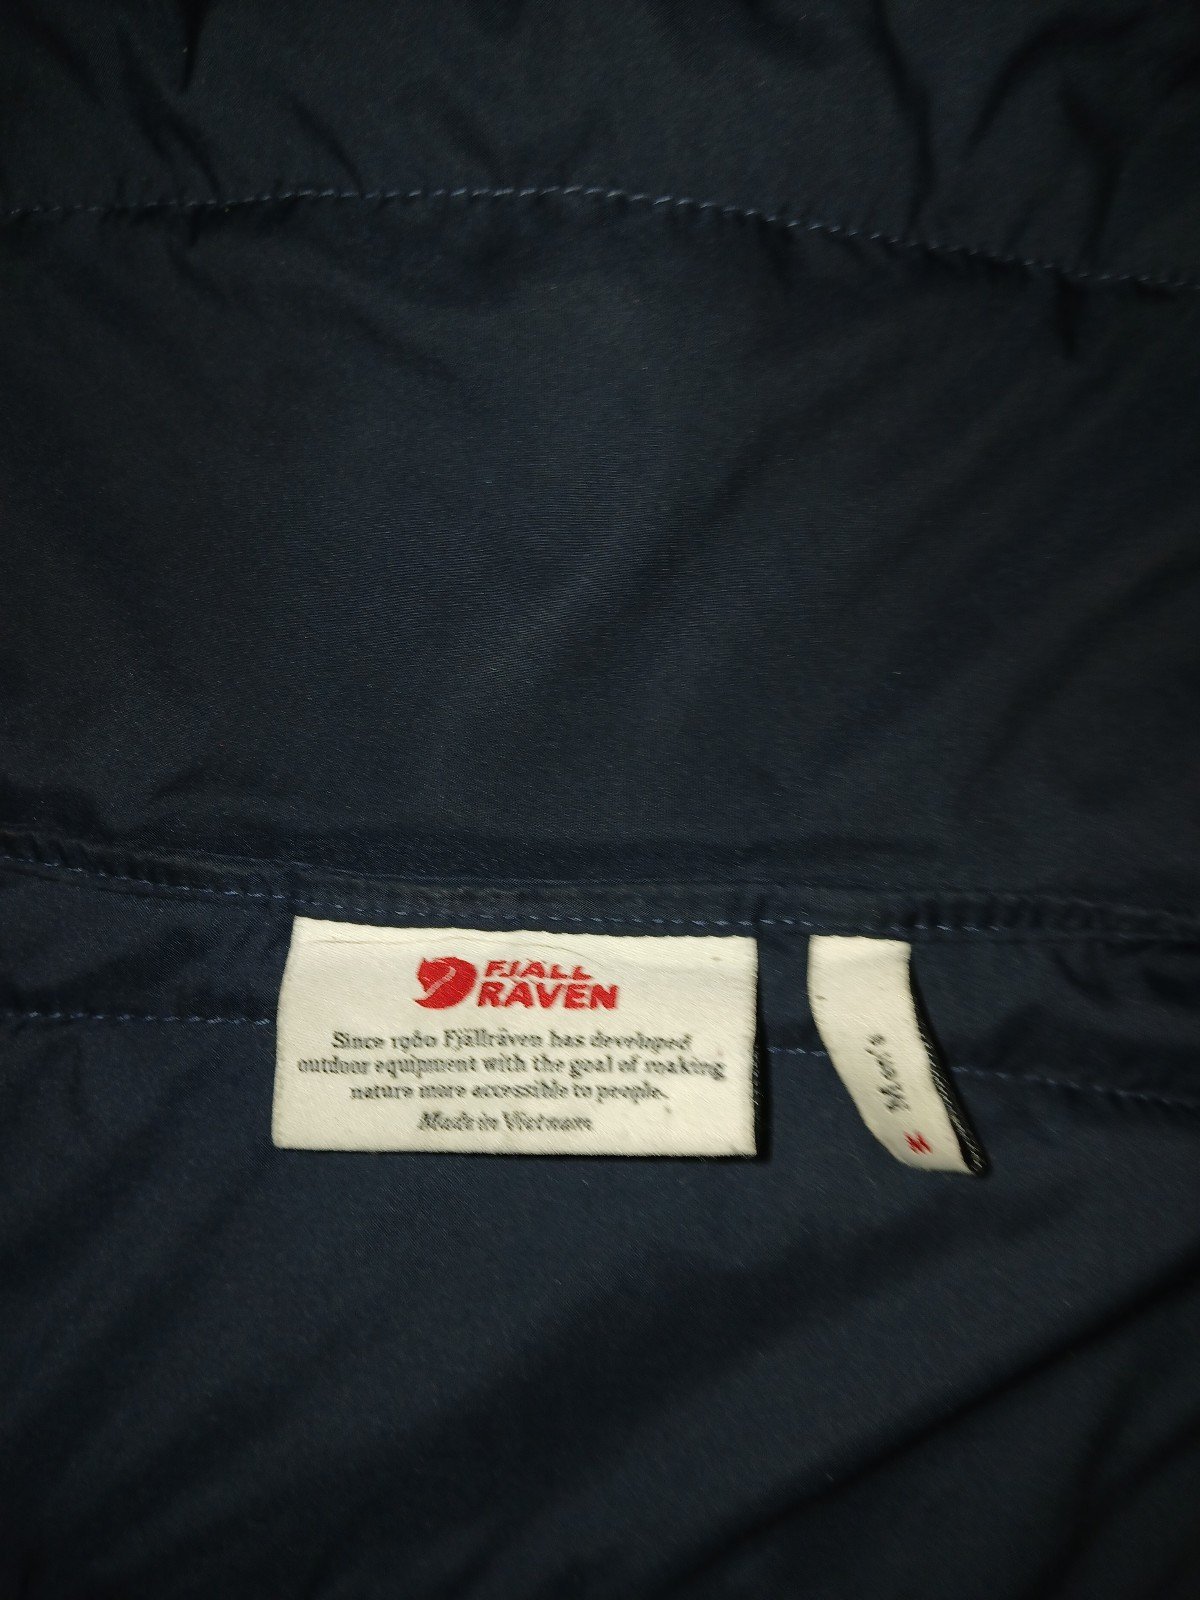 FJÄLL
RÄVEN
Since 1960 Fjällräven has developed
outdoor equipment with the goal of making
nature more accessible to people.
Made in Vietnam
Men's
M